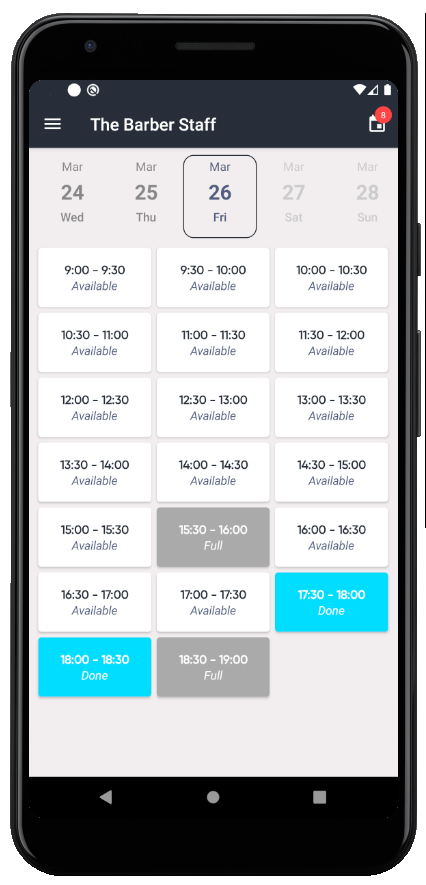 The Barber Staff
8
Mar Mar Mar Mar Mar
24 25 26 27 28
Wed Thu Fri Sat Sun
9:00 - 9:30 9:30 - 10:00 10:00 - 10:30
Available Available Available
10:30 - 11:00 11:00 - 11:30 11:30 - 12:00
Available Available Available
12:00 - 12:30 12:30 - 13:00 13:00 - 13:30
Available Available Available
13:30 - 14:00 14:00 - 14:30 14:30 - 15:00
Available Available Available
15:00 - 15:30 15:30 - 16:00 16:00 - 16:30
Available Full Available
16:30 - 17:00 17:00 - 17:30 17:30 - 18:00
Available Available Done
18:00 - 18:30 18:30 - 19:00
Done Full